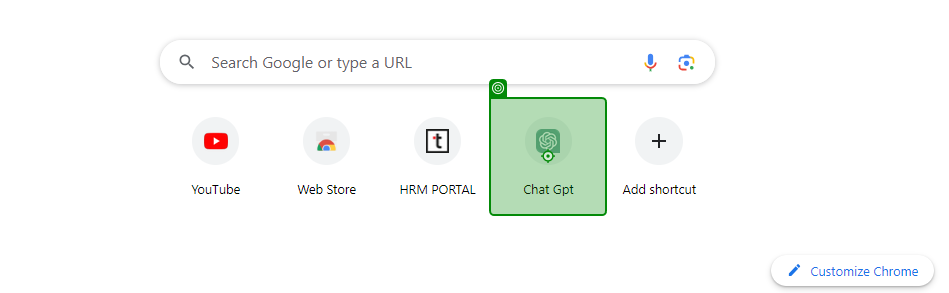 Search Google or type a URL
t
YouTube
Web Store
HRM PORTAL
Chat Gpt
Add shortcut
Customize Chrome